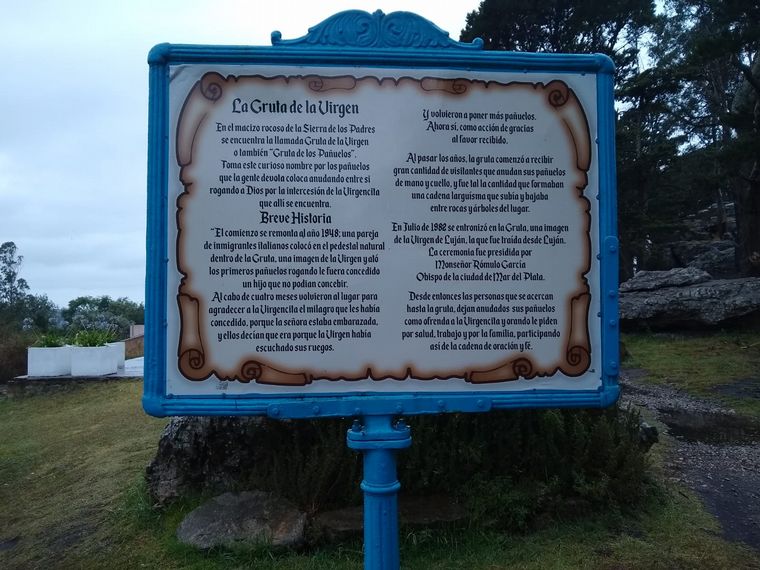 La Gruta de la Virgen
En el macizo rocoso de la Sierra de los Padres
se encuentra la llamada Gruta de la Virgen
o también "Gruta de los Pañuelos".
Toma este curioso nombre por los pañuelos
que la gente devota coloca anudando entre sí
rogando a Dios por la intercesión de la Virgencita
que allí se encuentra.
Breve Historia
"El comienzo se remonta al año 1948; una pareja
de inmigrantes italianos colocó en el pedestal natural
dentro de la Gruta, una imagen de la Virgen y ató
los primeros pañuelos rogando le fuera concedido
un hijo que no podían concebir.
Al cabo de cuatro meses volvieron al lugar para
agradecer a la Virgencita el milagro que les había
concedido, porque la señora estaba embarazada,
y ellos decían que era porque la Virgen había
escuchado sus ruegos.
Y volvieron a poner más pañuelos.
Ahora sí, como acción de gracias
al favor recibido.
Al pasar los años, la gruta comenzó a recibir
gran cantidad de visitantes que anudan sus pañuelos
de mano y cuello, y fue tal la cantidad que formaban
una cadena larguísima que subía y bajaba
entre rocas y árboles del lugar.
En Julio de 1982 se entronizó en la Gruta, una imagen
de la Virgen de Luján, la que fue traída desde Luján.
La ceremonia fue presidida por
Monseñor Rómulo García
Obispo de la ciudad de Mar del Plata.
Desde entonces las personas que se acercan
hasta la gruta, dejan anudados sus pañuelos
como ofrenda a la Virgencita y orando le piden
por salud, trabajo y por la familia, participando
así de la cadena de oración y fé.